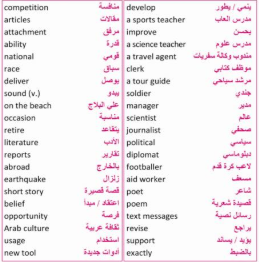 competition منافسة develop ينمي / يطور
articles مقالات a sports teacher مدرس العاب
attachment مرفق improve يحسن
ability قدرة a science teacher مدرس علوم
national قومي a travel agent مندوب وكالة سفريات
race سباق clerk موظف كتابي
deliver يوصل a tour guide مرشد سياحي
sound (v.) يبدو soldier جندي
on the beach علي البلاج manager مدير
occasion مناسبة scientist عالم
retire يتقاعد journalist صحفي
literature الأدب political سياسي
reports تقارير diplomat دبلوماسي
abroad بالخارج footballer لاعب كرة قدم
earthquake زلزال aid worker مسعف
short story قصة قصيرة poet شاعر
belief اعتقاد / مبدأ poem قصيدة شعرية
opportunity فرصة text messages رسائل نصية
Arab culture ثقافة عربية revise يراجع
usage استخدام support يؤيد / يساند
new tool أدوات جديدة exactly بالضبط